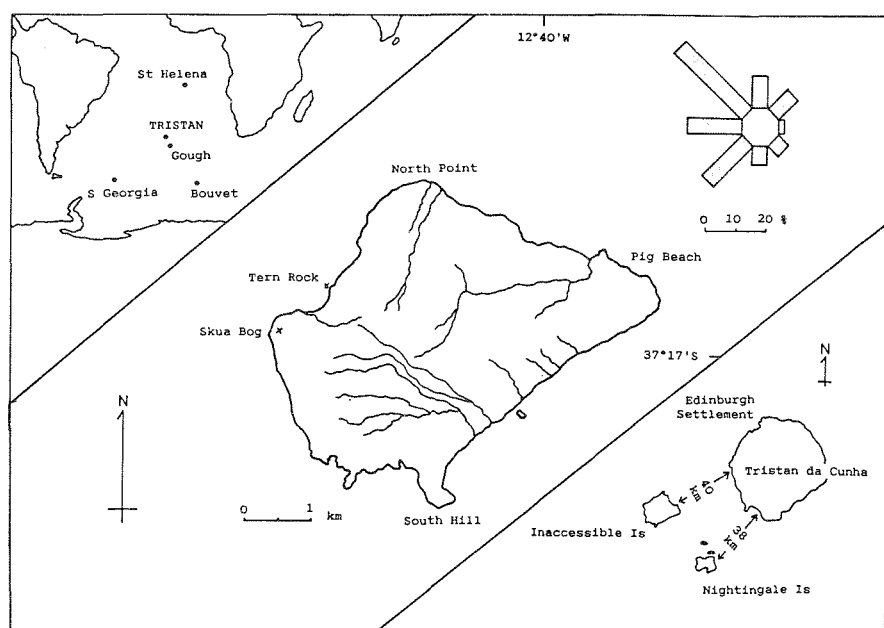 St Helena
TRISTAN
Gough
S Georgia
Bouvet
12°40'W
0 10 20 %
North Point
Pig Beach
Tern Rock
Skua Bog
37°17'S
N
N
0 1
km
South Hill
Edinburgh
Settlement
Tristan da Cunha
40
km
38
km
Inaccessible Is
Nightingale Is